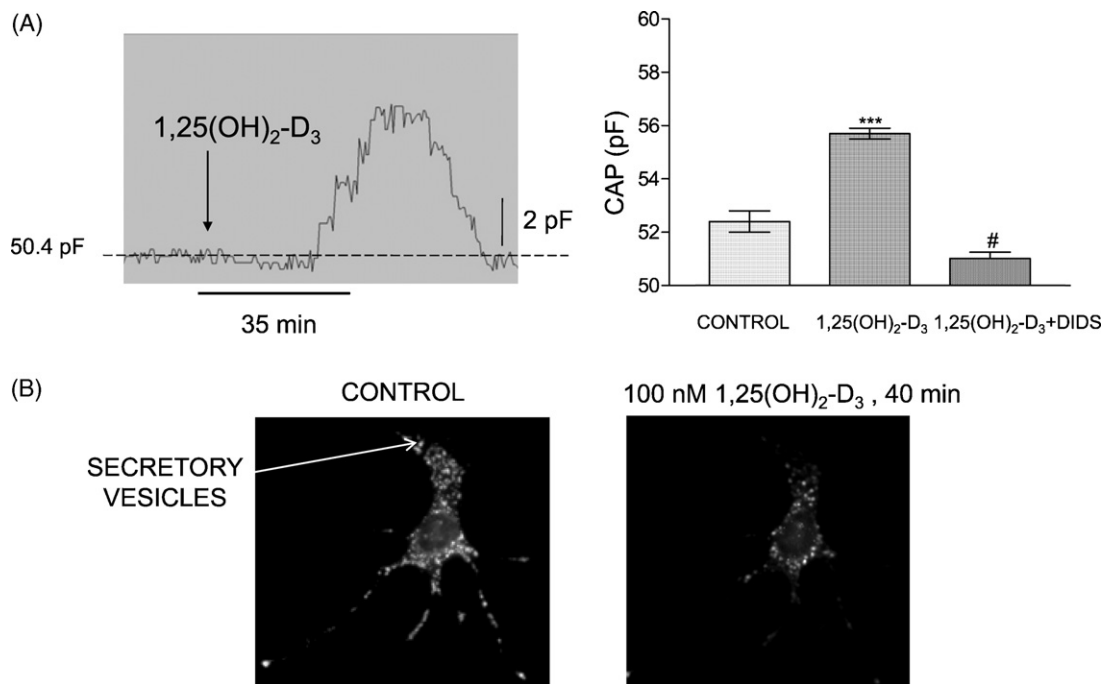 (A)
1,25(OH)₂-D₃
50.4 pF
2 pF
35 min
CAP (pF)
60
58
56
54
52
50
***
#
CONTROL
1,25(OH)₂-D₃
1,25(OH)₂-D₃+DIDS
(B)
CONTROL
100 nM 1,25(OH)₂-D₃ , 40 min
SECRETORY
VESICLES